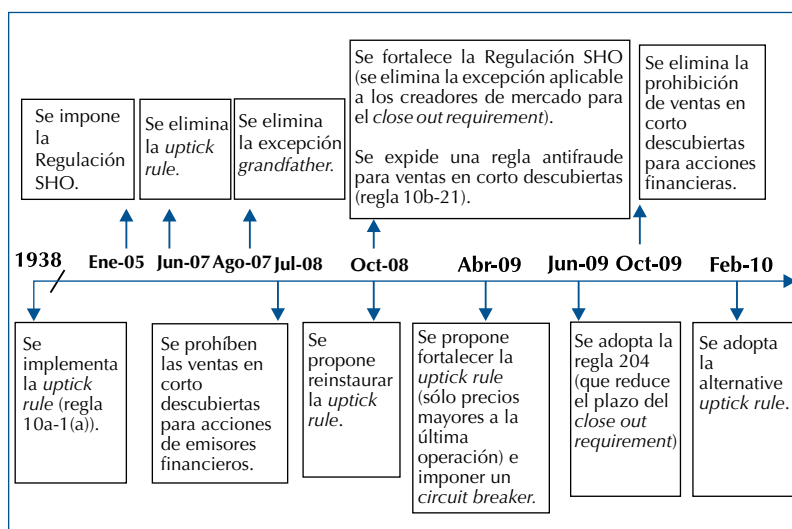 Se impone
la
Regulación
SHO.
Se elimina
la uptick
rule.
Se elimina
la excepción
grandfather.
Se fortalece la Regulación SHO
(se elimina la excepción aplicable
a los creadores de mercado para
el close out requirement).
Se expide una regla antifraude
para ventas en corto descubiertas
(regla 10b-21).
Se elimina la
prohibición
de ventas en
corto
descubiertas
para acciones
financieras.
1938
Ene-05
Jun-07
Ago-07
Jul-08
Oct-08
Abr-09
Jun-09
Oct-09
Feb-10
Se
implementa
la uptick
rule (regla
10a-1(a)).
Se prohíben
las ventas en
corto
descubiertas
para acciones
de emisores
financieros.
Se
propone
reinstaurar
la uptick
rule.
Se propone
fortalecer la
uptick rule
(sólo precios
mayores a la
última
operación) e
imponer un
circuit breaker.
Se adopta la
regla 204
(que reduce
el plazo del
close out
requirement)
Se adopta
la
alternative
uptick rule.